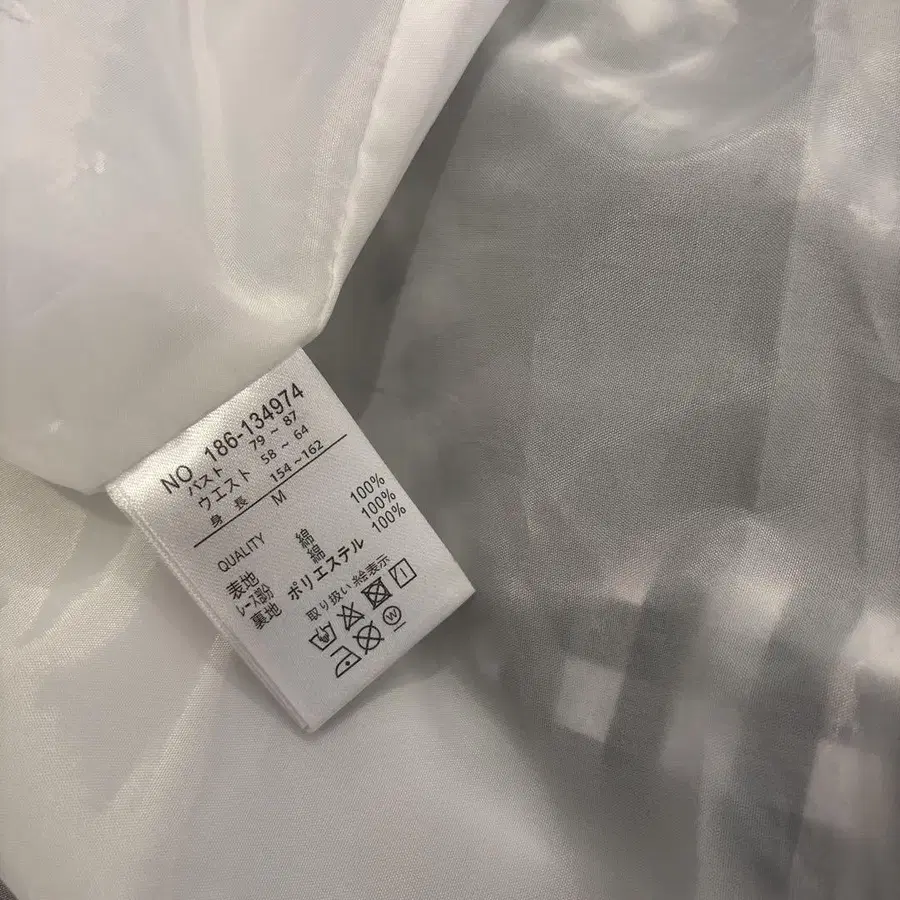 NO 186-134974
バスト 79 ~ 87
ウエスト 58 ~ 64
身長 154 ~162
M
QUALITY
表地 綿 100%
レース部分 綿 100%
裏地 ポリエステル 100%
取り扱い絵表示
W